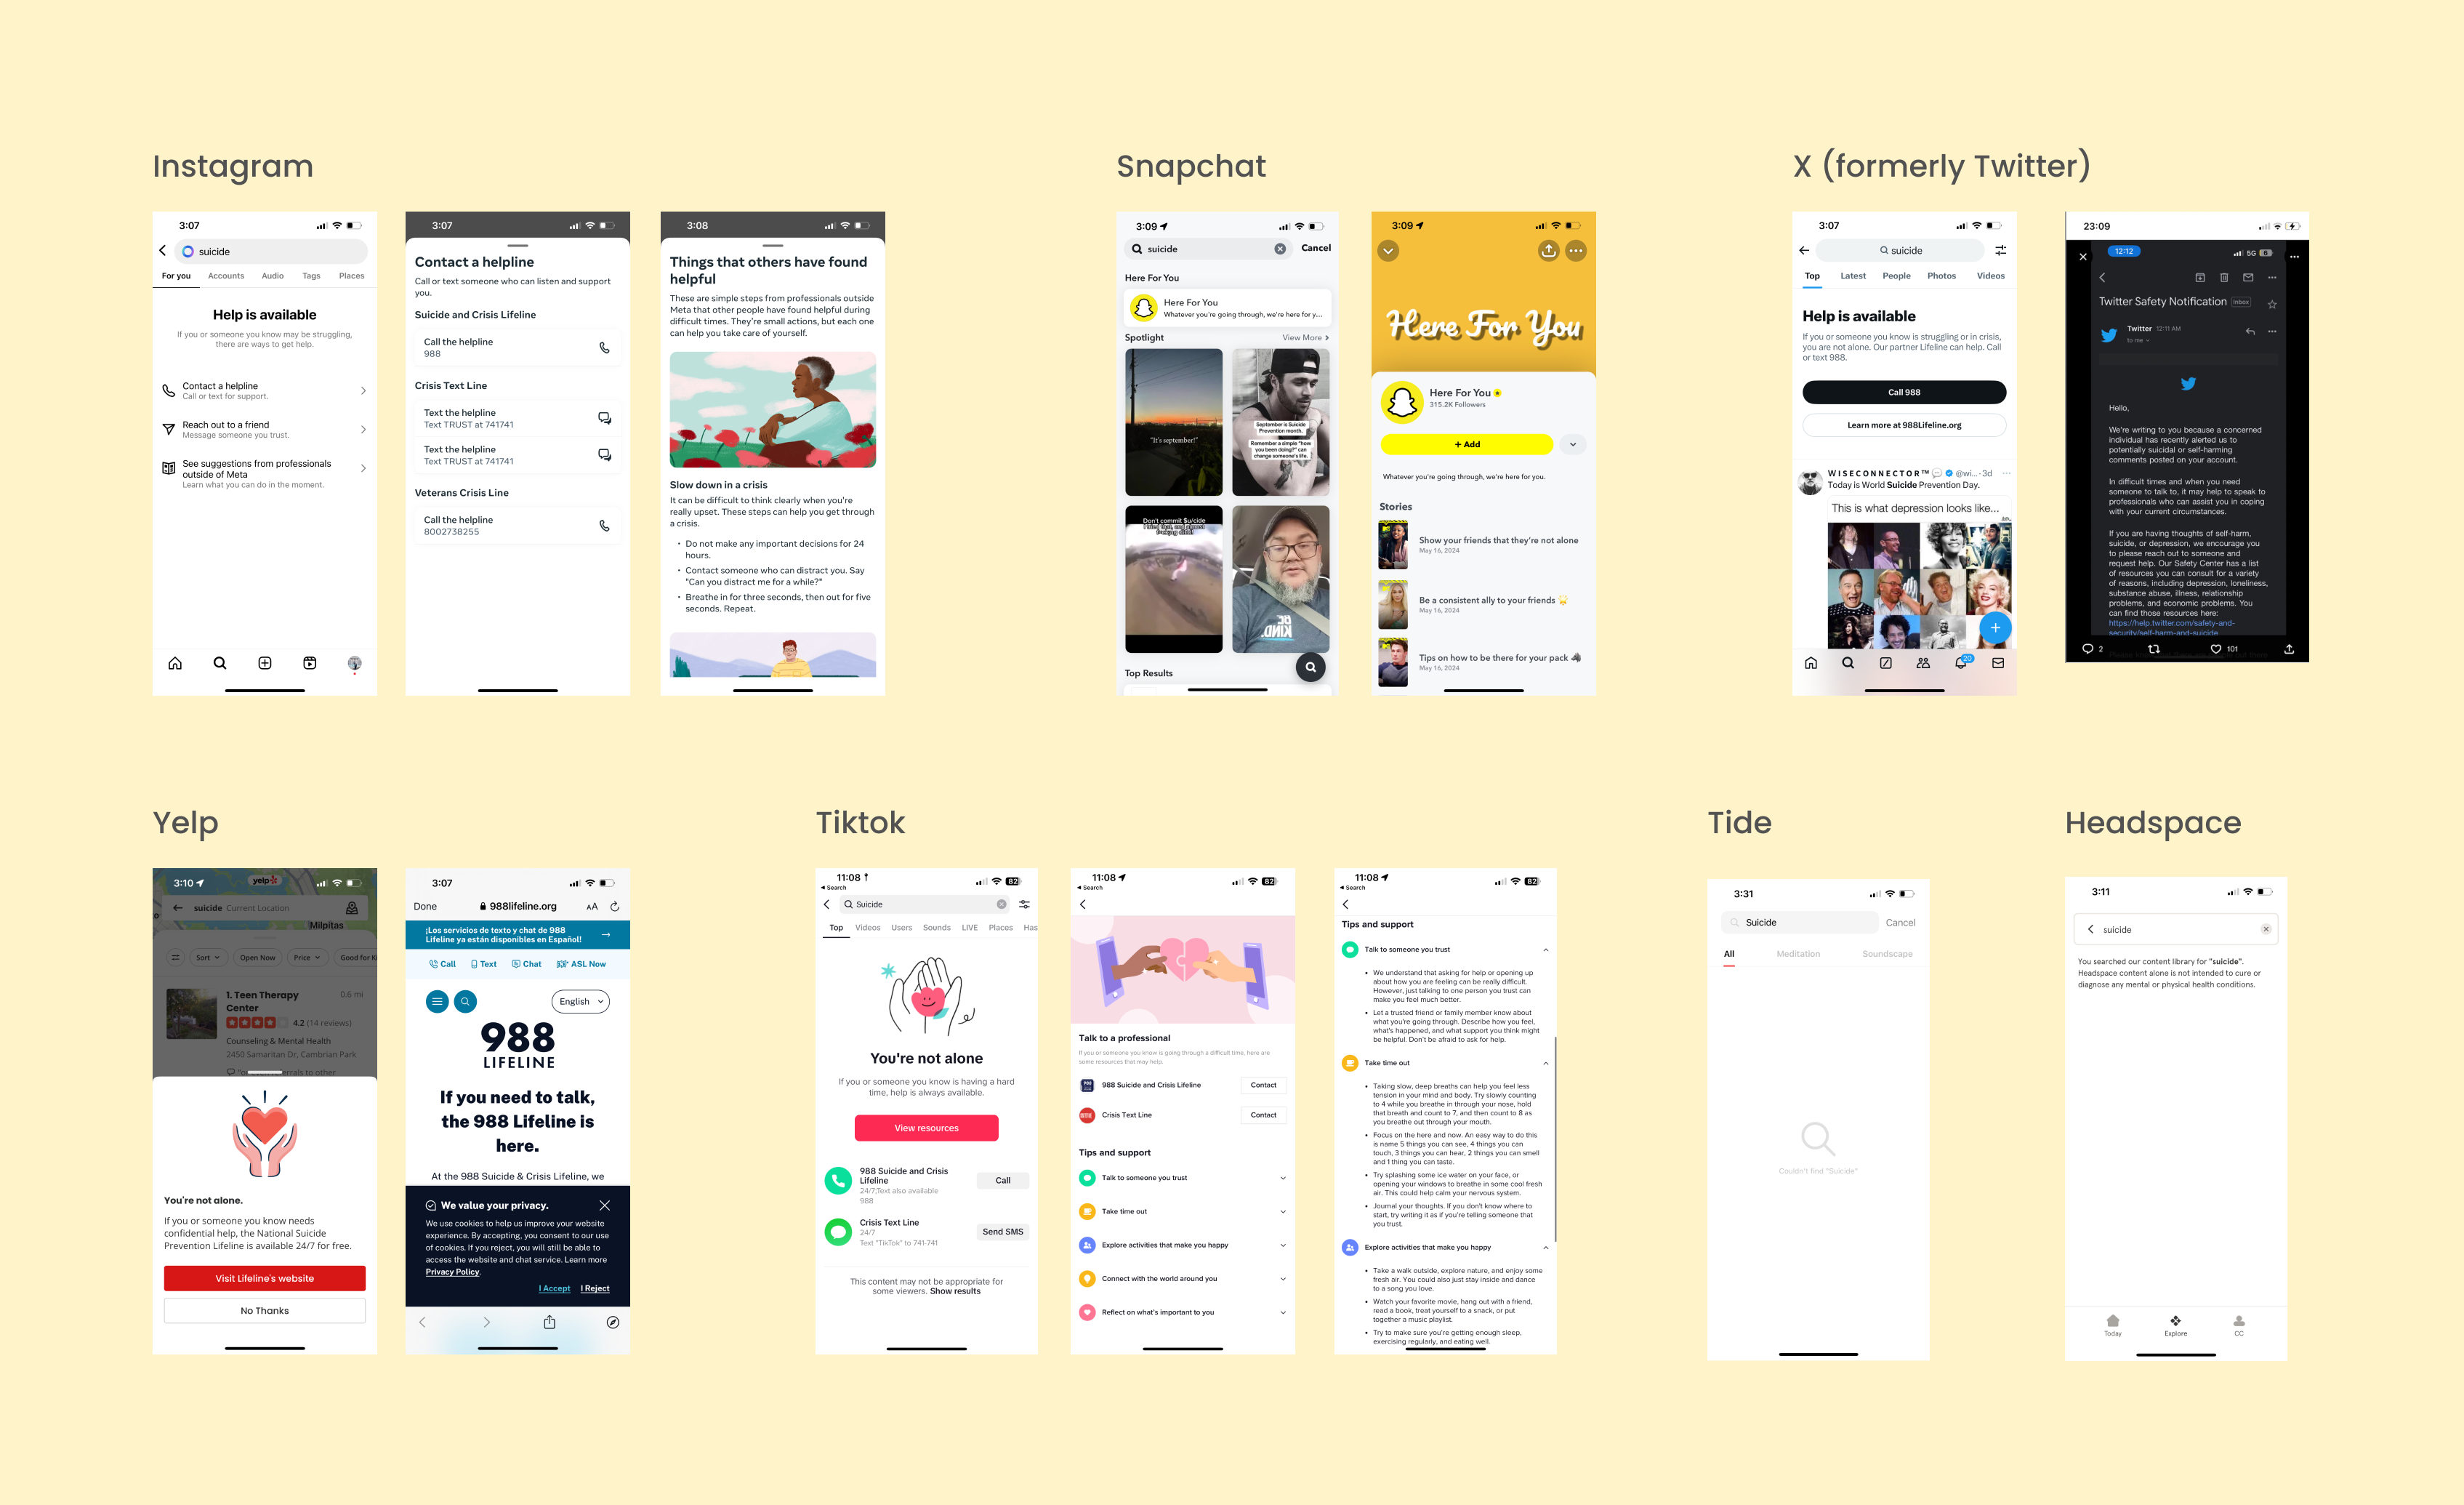 Instagram
3:07
suicide
For you Accounts Audio Tags Places
Help is available
If you or someone you know may be struggling,
there are ways to get help.
Contact a helpline
Call or text for support.
Reach out to a friend
Message someone you trust.
See suggestions from professionals
outside of Meta
Learn what you can do in the moment.
3:07
Contact a helpline
Call or text someone who can listen and support
you.
Suicide and Crisis Lifeline
Call the helpline
988
Crisis Text Line
Text the helpline
Text TRUST at 741741
Text the helpline
Text TRUST at 741741
Veterans Crisis Line
Call the helpline
8002738255
3:08
Things that others have found
helpful
These are simple steps from professionals outside
Meta that other people have found helpful during
difficult times. They're small actions, but each one
can help you take care of yourself.
Slow down in a crisis
It can be difficult to think clearly when you're
really upset. These steps can help you get through
a crisis.
• Do not make any important decisions for 24
hours.
• Contact someone who can distract you. Say
"Can you distract me for a while?"
• Breathe in for three seconds, then out for five
seconds. Repeat.
Snapchat
3:09
suicide Cancel
Here For You
Here For You
Whatever you're going through, we're here for y...
Spotlight View More
"It's september!"
September is Suicide
Prevention month.
Remember a simple "how
you been doing?" can
change someone's life.
Don't commit $u/cide
BE
KIND.
Top Results
3:09
Here For You
Here For You
315.2K Followers
+ Add
Whatever you're going through, we're here for you.
Stories
Show your friends that they're not alone
May 16, 2024
Be a consistent ally to your friends
May 16, 2024
Tips on how to be there for your pack
May 16, 2024
X (formerly Twitter)
3:07
suicide
Top Latest People Photos Videos
Help is available
If you or someone you know is struggling or in crisis,
you are not alone. Our partner Lifeline can help. Call
or text 988.
Call 988
Learn more at 988Lifeline.org
WISECONNECTOR™ @wi... · 3d
Today is World Suicide Prevention Day.
This is what depression looks like...
20
23:09
12:12 5G
Twitter Safety Notification Inbox
Twitter 12:11 AM
to me
Hello,
We're writing to you because a concerned
individual has recently alerted us to
potentially suicidal or self-harming
comments posted on your account.
In difficult times and when you need
someone to talk to, it may help to speak to
professionals who can assist you in coping
with your current circumstances.
If you are having thoughts of self-harm,
suicide, or depression, we encourage you
to please reach out to someone and
request help. Our Safety Center has a list
of resources you can consult for a variety
of reasons, including depression, loneliness,
substance abuse, illness, relationship
problems, and economic problems. You
can find those resources here:
https://help.twitter.com/safety-and-
security/self-harm-and-suicide
2 101
Yelp
3:10 yelp
suicide Current Location
Milpitas
Sort Open Now Price Good for Ki
1. Teen Therapy 0.6 mi
Center
4.2 (14 reviews)
Counseling & Mental Health
2450 Samaritan Dr, Cambrian Park
You're not alone.
If you or someone you know needs
confidential help, the National Suicide
Prevention Lifeline is available 24/7 for free.
Visit Lifeline's website
No Thanks
3:07
Done 988lifeline.org AA
¡Los servicios de texto y chat de 988
Lifeline ya están disponibles en Español!
Call Text Chat ASL Now
English
988
LIFELINE
If you need to talk,
the 988 Lifeline is
here.
At the 988 Suicide & Crisis Lifeline, we
We value your privacy.
We use cookies to help us improve your website
experience. By accepting, you consent to our use
of cookies. If you reject, you will still be able to
access the website and chat service. Learn more
Privacy Policy.
I Accept I Reject
Tiktok
11:08 82
Search
Suicide
Top Videos Users Sounds LIVE Places Has
You're not alone
If you or someone you know is having a hard
time, help is always available.
View resources
988 Suicide and Crisis
Lifeline
24/7;Text also available
988
Call
Crisis Text Line
24/7
Text "TikTok" to 741-741
Send SMS
This content may not be appropriate for
some viewers. Show results
11:08 82
Search
Talk to a professional
If you or someone you know is going through a difficult time, here are
some resources that may help.
988 Suicide and Crisis Lifeline Contact
Crisis Text Line Contact
Tips and support
Talk to someone you trust
Take time out
Explore activities that make you happy
Connect with the world around you
Reflect on what's important to you
11:08 82
Search
Tips and support
Talk to someone you trust
• We understand that asking for help or opening up
about how you are feeling can be really difficult.
However, just talking to one person you trust can
make you feel much better.
• Let a trusted friend or family member know about
what you're going through. Describe how you feel,
what's happened, and what support you think might
be helpful. Don't be afraid to ask for help.
Take time out
• Taking slow, deep breaths can help you feel less
tension in your mind and body. Try slowly counting
to 4 while you breathe in through your nose, hold
that breath and count to 7, and then count to 8 as
you breathe out through your mouth.
• Focus on the here and now. An easy way to do this
is name 5 things you can see, 4 things you can
touch, 3 things you can hear, 2 things you can smell
and 1 thing you can taste.
• Try splashing some ice water on your face, or
opening your windows to breathe in some cool fresh
air. This could help calm your nervous system.
• Journal your thoughts. If you don't know where to
start, try writing it as if you're telling someone that
you trust.
Explore activities that make you happy
• Take a walk outside, explore nature, and enjoy some
fresh air. You could also just stay inside and dance
to a song you love.
• Watch your favorite movie, hang out with a friend,
read a book, treat yourself to a snack, or put
together a music playlist.
• Try to make sure you're getting enough sleep,
exercising regularly, and eating well.
Tide
3:31
Suicide Cancel
All Meditation Soundscape
Couldn't find "Suicide"
Headspace
3:11
suicide
You searched our content library for "suicide".
Headspace content alone is not intended to cure or
diagnose any mental or physical health conditions.
Today Explore CC